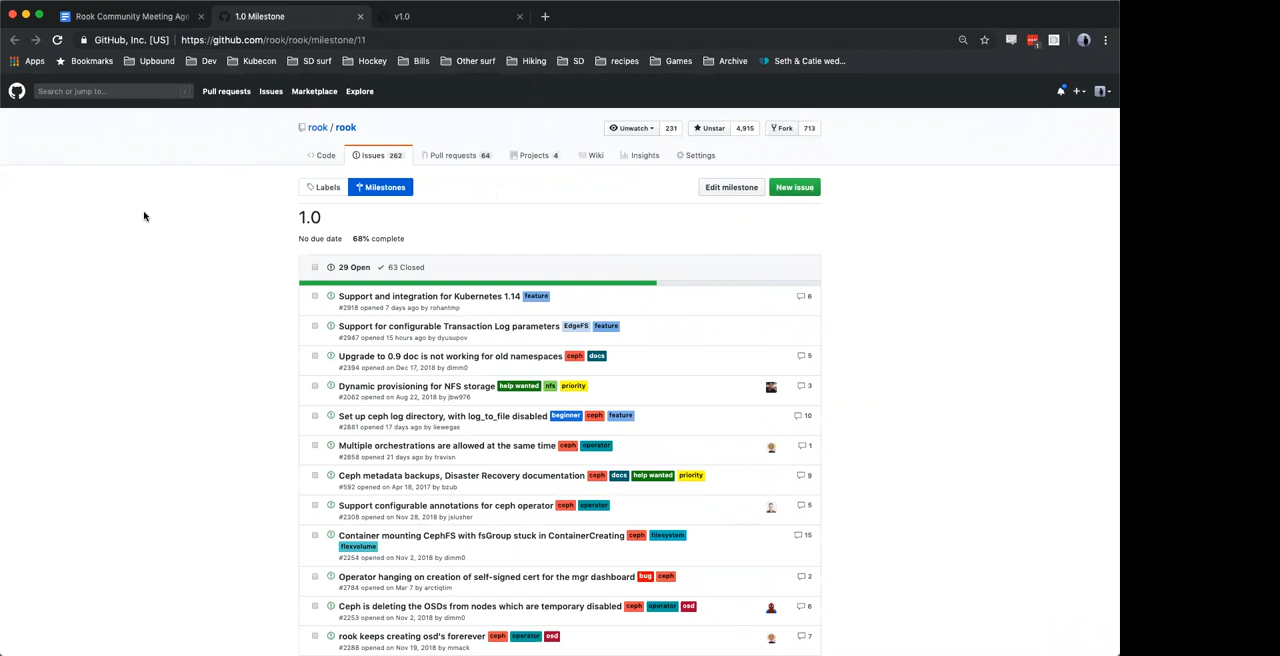 Rook Community Meeting Age
1.0 Milestone
v1.0
GitHub, Inc. [US] https://github.com/rook/rook/milestone/11
1
Apps Bookmarks Upbound Dev Kubecon SD surf Hockey Bills Other surf Hiking SD recipes Games Archive Seth & Catie wed...
Search or jump to... / Pull requests Issues Marketplace Explore
rook / rook Unwatch 231 Unstar 4,915 Fork 713
Code Issues 262 Pull requests 64 Projects 4 Wiki Insights Settings
Labels Milestones Edit milestone New issue
1.0
No due date 68% complete
29 Open 63 Closed
Support and integration for Kubernetes 1.14 feature 6
#2918 opened 7 days ago by rohantmp
Support for configurable Transaction Log parameters EdgeFS feature
#2947 opened 15 hours ago by dyusupov
Upgrade to 0.9 doc is not working for old namespaces ceph docs 5
#2394 opened on Dec 17, 2018 by dimm0
Dynamic provisioning for NFS storage help wanted nfs priority 3
#2062 opened on Aug 22, 2018 by jbw976
Set up ceph log directory, with log_to_file disabled beginner ceph feature 10
#2881 opened 17 days ago by liewegas
Multiple orchestrations are allowed at the same time ceph operator 1
#2858 opened 21 days ago by travisn
Ceph metadata backups, Disaster Recovery documentation ceph docs help wanted priority 9
#592 opened on Apr 18, 2017 by bzub
Support configurable annotations for ceph operator ceph operator 5
#2308 opened on Nov 28, 2018 by jslusher
Container mounting CephFS with fsGroup stuck in ContainerCreating ceph filesystem 15
flexvolume
#2254 opened on Nov 2, 2018 by dimm0
Operator hanging on creation of self-signed cert for the mgr dashboard bug ceph 2
#2784 opened on Mar 7 by arctiqtim
Ceph is deleting the OSDs from nodes which are temporary disabled ceph operator osd 6
#2253 opened on Nov 2, 2018 by dimm0
rook keeps creating osd's forerever ceph operator osd 7
#2288 opened on Nov 19, 2018 by mmack